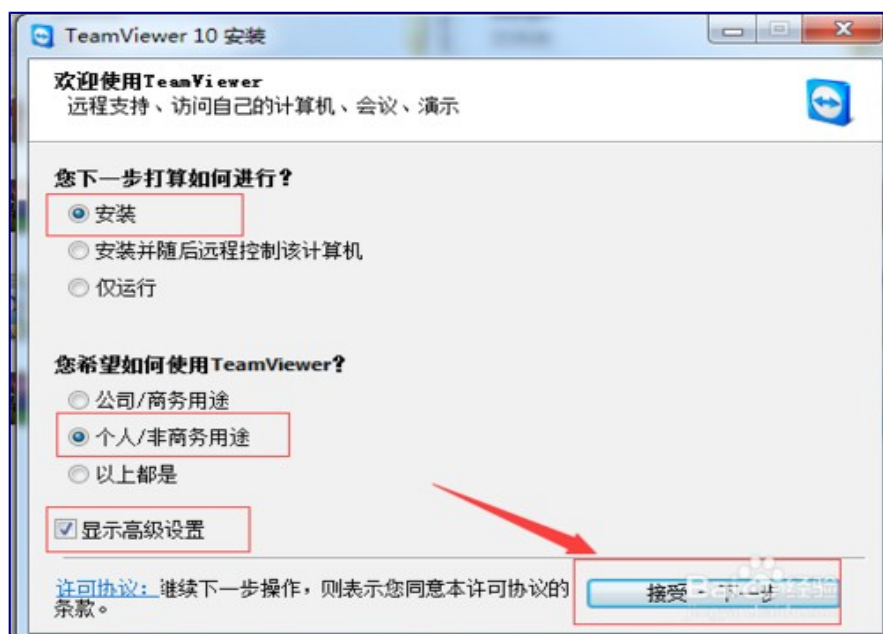 TeamViewer 10 安装
欢迎使用TeamViewer
远程支持、访问自己的计算机、会议、演示
您下一步打算如何进行?
安装
安装并随后远程控制该计算机
仅运行
您希望如何使用TeamViewer?
公司/商务用途
个人/非商务用途
以上都是
显示高级设置
许可协议: 继续下一步操作，则表示您同意本许可协议的
条款。
接受 - 下一步